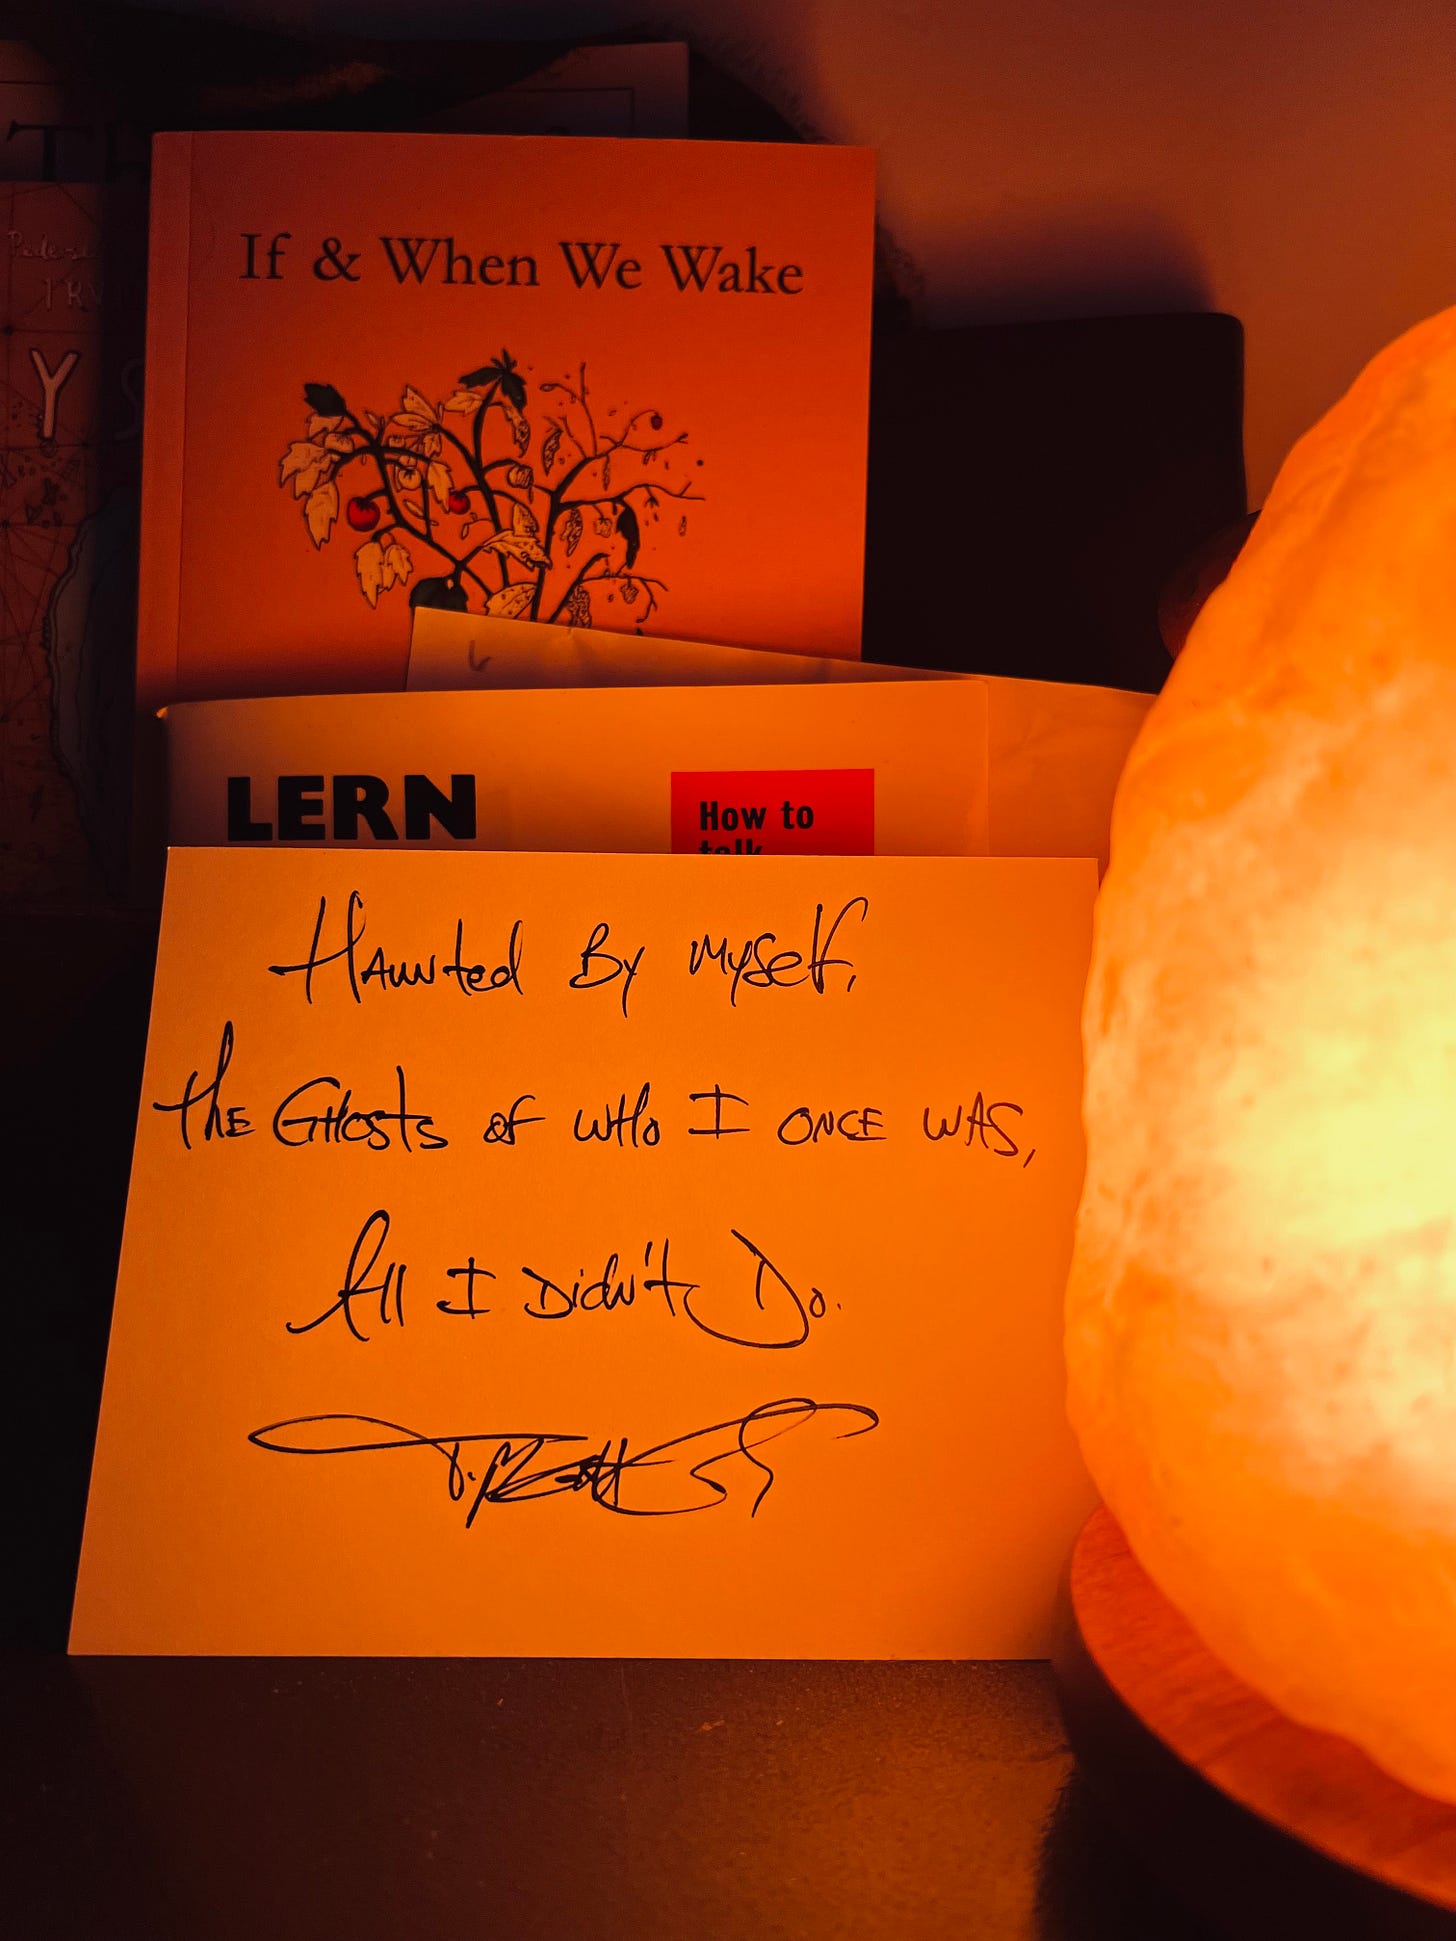 If & When We Wake
LERN
How to
talk
Haunted By Myself,
The Ghosts of who I once was,
All I Didn't Do.